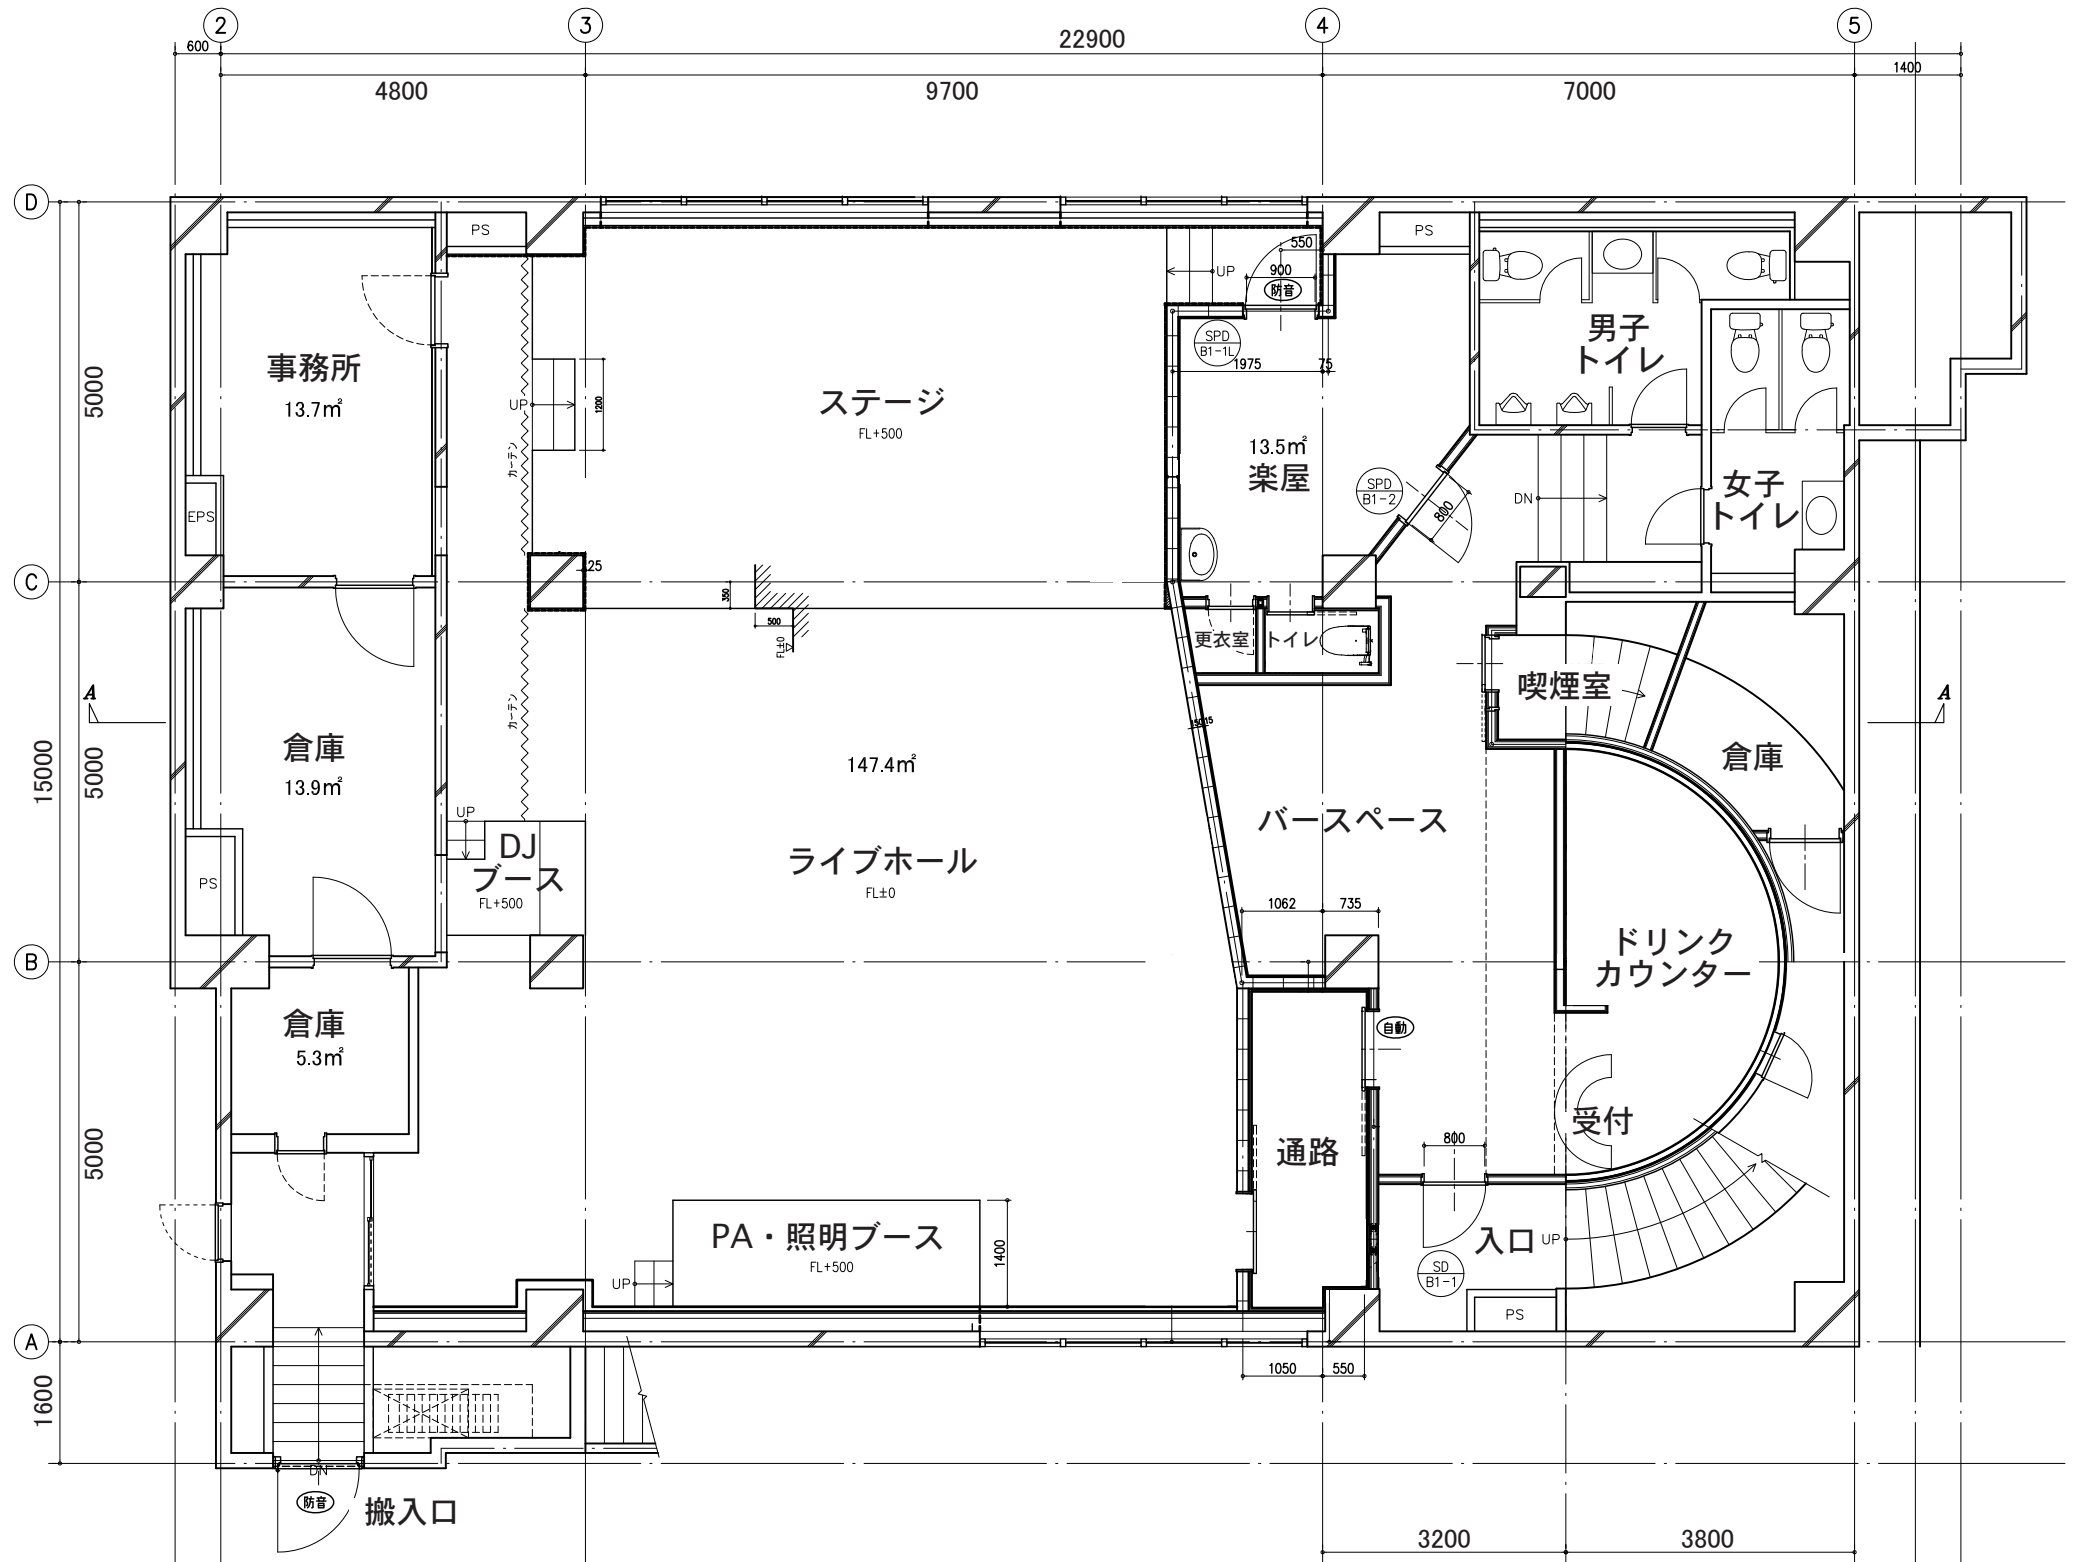 2
3
4
5
600
22900
1400
4800
9700
7000
D
PS
PS
550
UP
900
防音
SPD
B1-1L
1975
75
男子
トイレ
事務所
13.7㎡
5000
UP
1200
カーテン
ステージ
FL+500
13.5㎡
楽屋
SPD
B1-2
800
DN
女子
トイレ
EPS
C
25
350
500
FL±0
更衣室
トイレ
喫煙室
A
A
倉庫
13.9㎡
15000
5000
カーテン
147.4㎡
15015
倉庫
バースペース
UP
DJ
ブース
FL+500
ライブホール
FL±0
PS
1062
735
ドリンク
カウンター
B
倉庫
5.3㎡
自動
受付
通路
800
5000
PA・照明ブース
FL+500
1400
UP
入口
UP
SD
B1-1
PS
A
1050
550
1600
DN
防音
搬入口
3200
3800